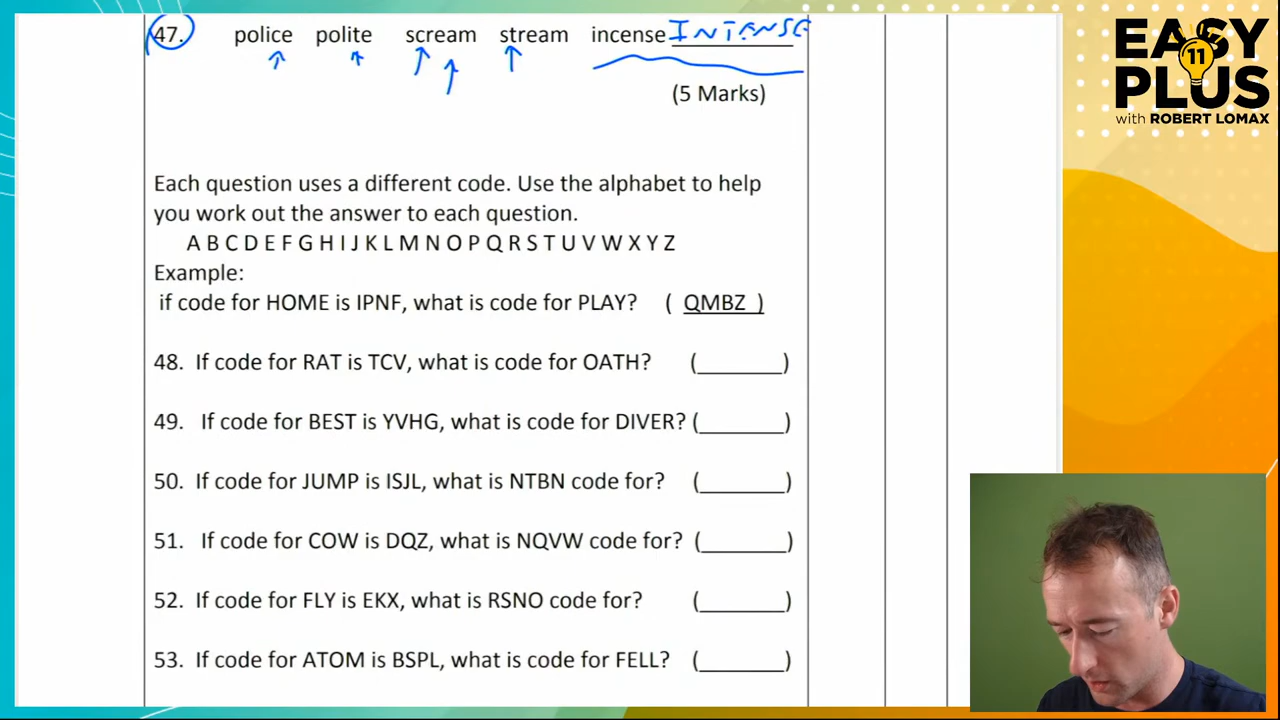 47. police polite scream stream incense INTENSE
(5 Marks)
Each question uses a different code. Use the alphabet to help
you work out the answer to each question.
A B C D E F G H I J K L M N O P Q R S T U V W X Y Z
Example:
if code for HOME is IPNF, what is code for PLAY? ( QMBZ )
48. If code for RAT is TCV, what is code for OATH? (_______)
49. If code for BEST is YVHG, what is code for DIVER? (_______)
50. If code for JUMP is ISJL, what is NTBN code for? (_______)
51. If code for COW is DQZ, what is NQVW code for? (_______)
52. If code for FLY is EKX, what is RSNO code for? (_______)
53. If code for ATOM is BSPL, what is code for FELL? (_______)
EASY
11
PLUS
with ROBERT LOMAX